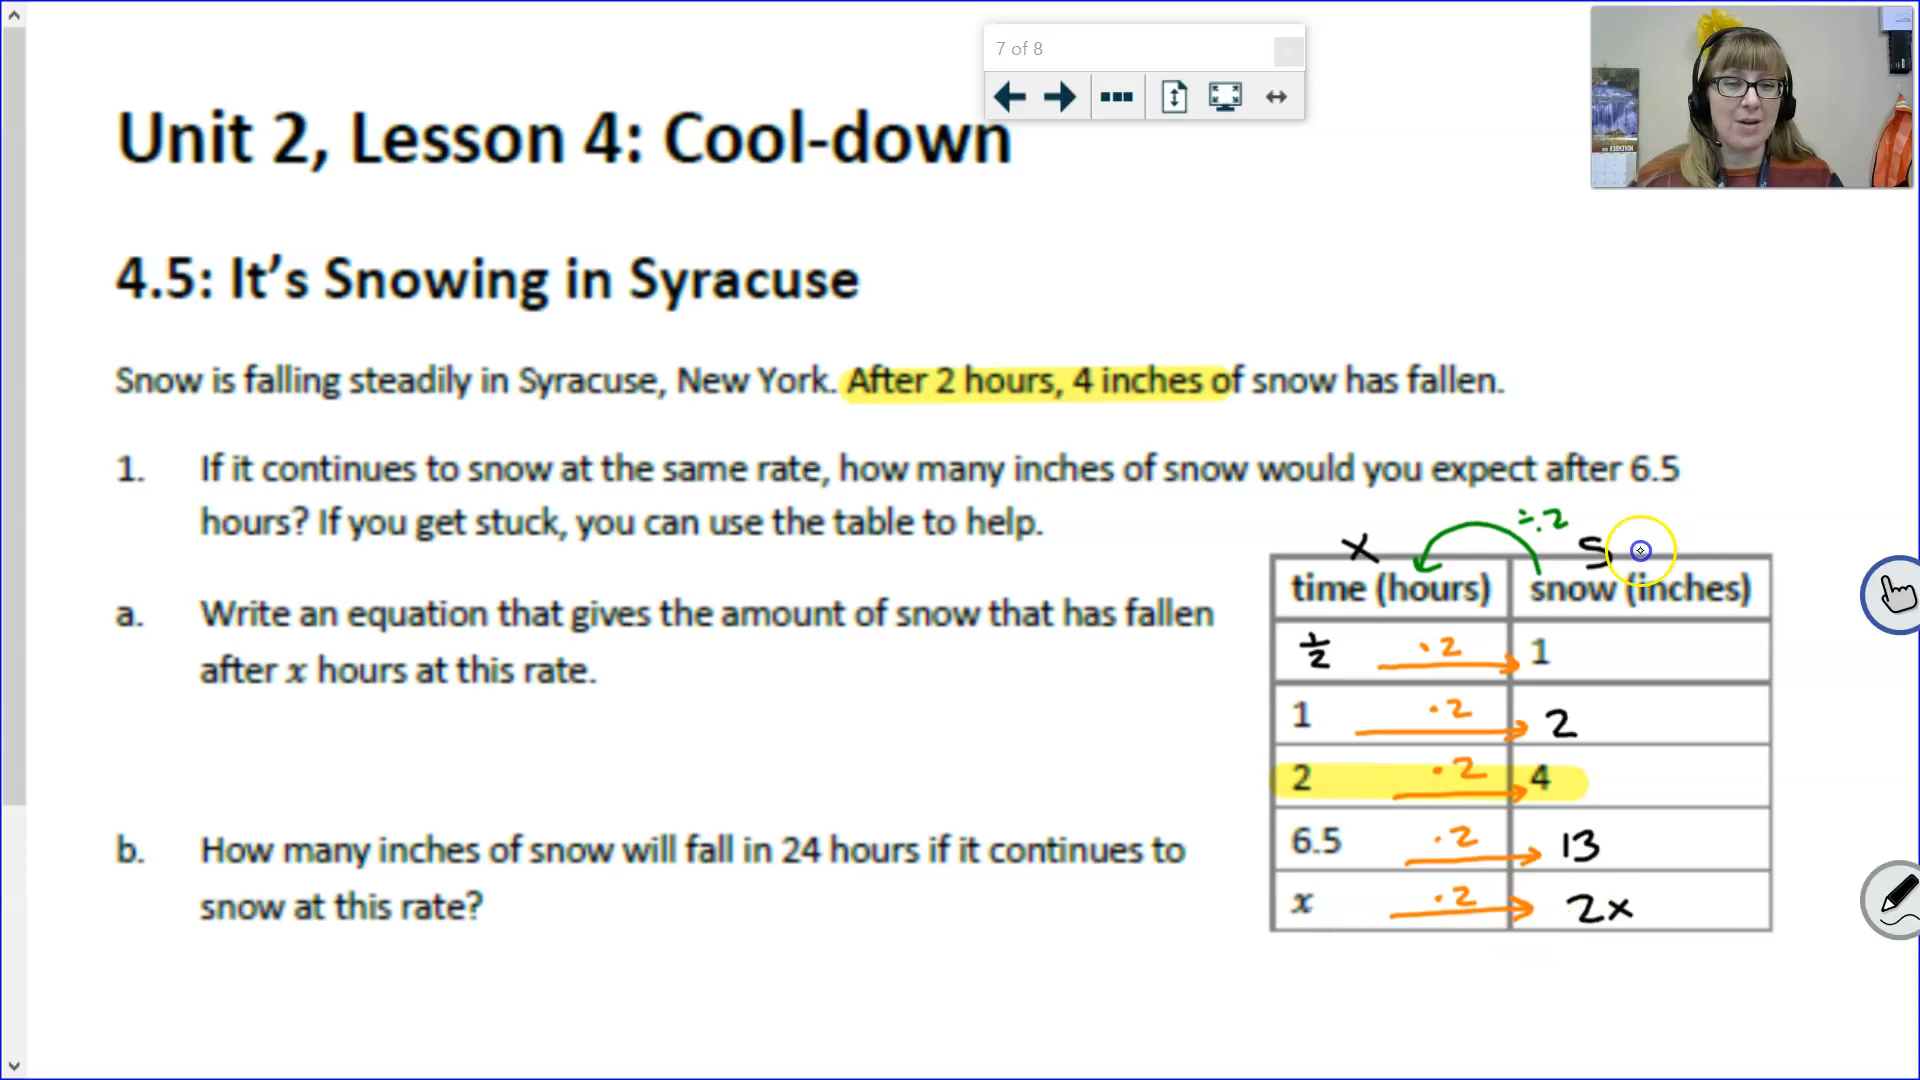 7 of 8
Unit 2, Lesson 4: Cool-down
4.5: It's Snowing in Syracuse
Snow is falling steadily in Syracuse, New York. After 2 hours, 4 inches of snow has fallen.
1. If it continues to snow at the same rate, how many inches of snow would you expect after 6.5
hours? If you get stuck, you can use the table to help.
a. Write an equation that gives the amount of snow that has fallen
after x hours at this rate.
b. How many inches of snow will fall in 24 hours if it continues to
snow at this rate?
÷2
x S
time (hours) snow (inches)
1/2 ·2 1
1 ·2 2
2 ·2 4
6.5 ·2 13
x ·2 2x
NOVEMBER